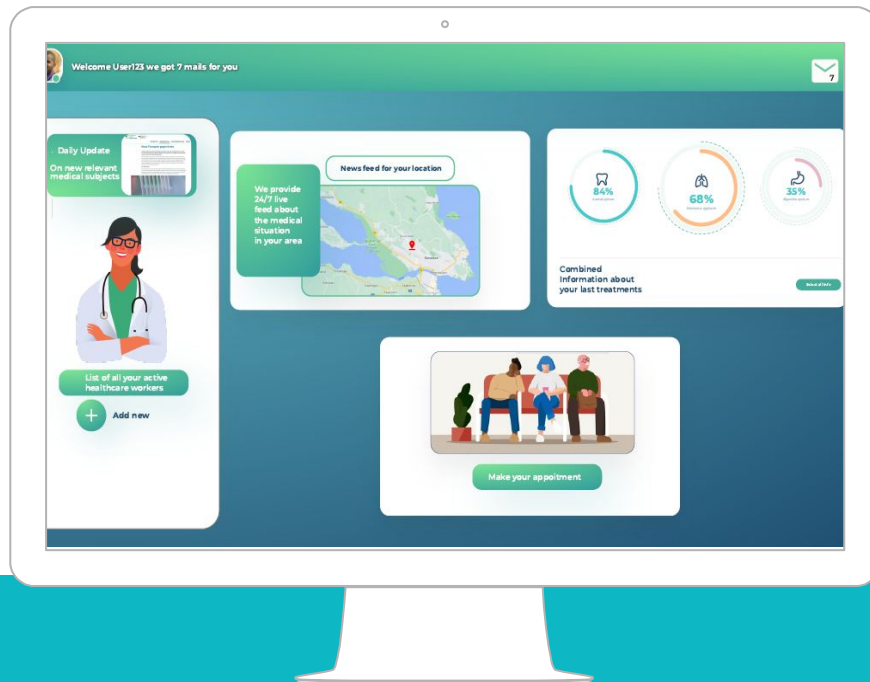 Welcome User123 we got 7 mails for you
7
Daily Update
On new relevant
medical subjects
List of all your active
healthcare workers
Add new
News feed for your location
We provide
24/7 live
feed about
the medical
situation
in your area
84%
68%
35%
Combined
Information about
your last treatments
Make your appoitment